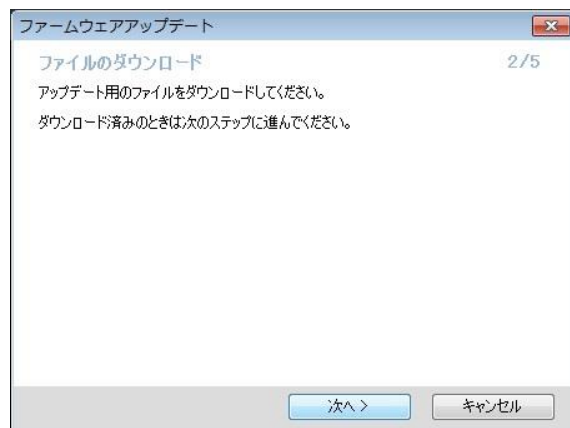 ファームウェアアップデート
ファイルのダウンロード 2/5
アップデート用のファイルをダウンロードしてください。
ダウンロード済みのときは次のステップに進んでください。
次へ > キャンセル